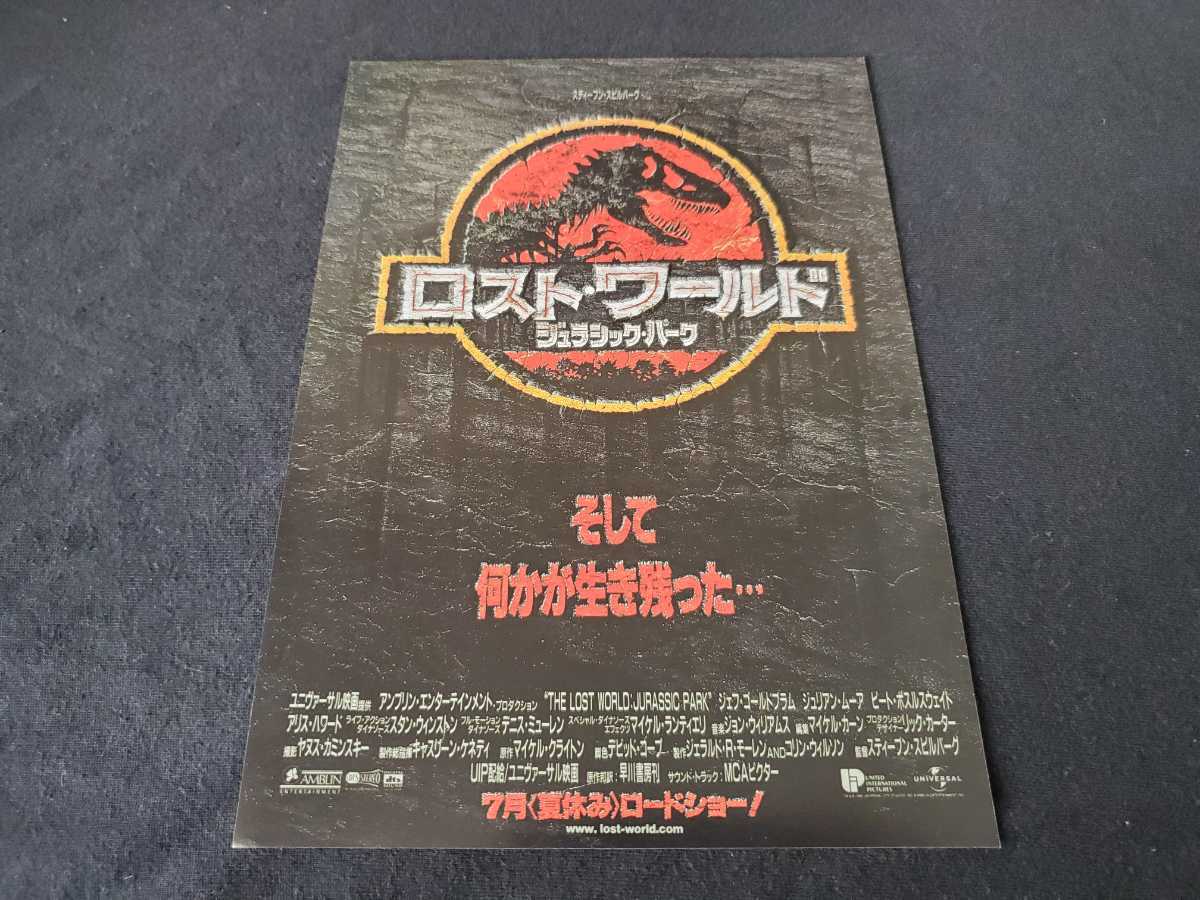 スティーブン・スピルバーグ
ロスト・ワールド
ジュラシック・パーク
そして
何かが生き残った…
ユニヴァーサル映画提供 アンブリン・エンターテインメント・プロダクション "THE LOST WORLD:JURASSIC PARK" ジェフ・ゴールドブラム ジュリアン・ムーア ピート・ポスルスウェイト
アリス・ハワード ライブ・アクション ダイナソース スタン・ウィンストン フル・モーション ダイナソース デニス・ミューレン スペシャル・ダイナソース エフェクツ マイケル・ランティエリ 音楽 ジョン・ウィリアムス 編集 マイケル・カーン プロダクション デザイナー リック・カーター
撮影 ヤヌス・カミンスキー 製作総指揮 キャスリーン・ケネディ 原作 マイケル・クライトン 脚色 デビッド・コープ 製作 ジェラルド・R・モーレン AND コリン・ウィルソン 監督 スティーブン・スピルバーグ
UIP配給/ユニヴァーサル映画 原作邦訳:早川書房刊 サウンド・トラック:MCAビクター
AMBLIN ENTERTAINMENT STEREO dts UNITED INTERNATIONAL PICTURES UNIVERSAL
7月〈夏休み〉ロードショー!
www.lost-world.com